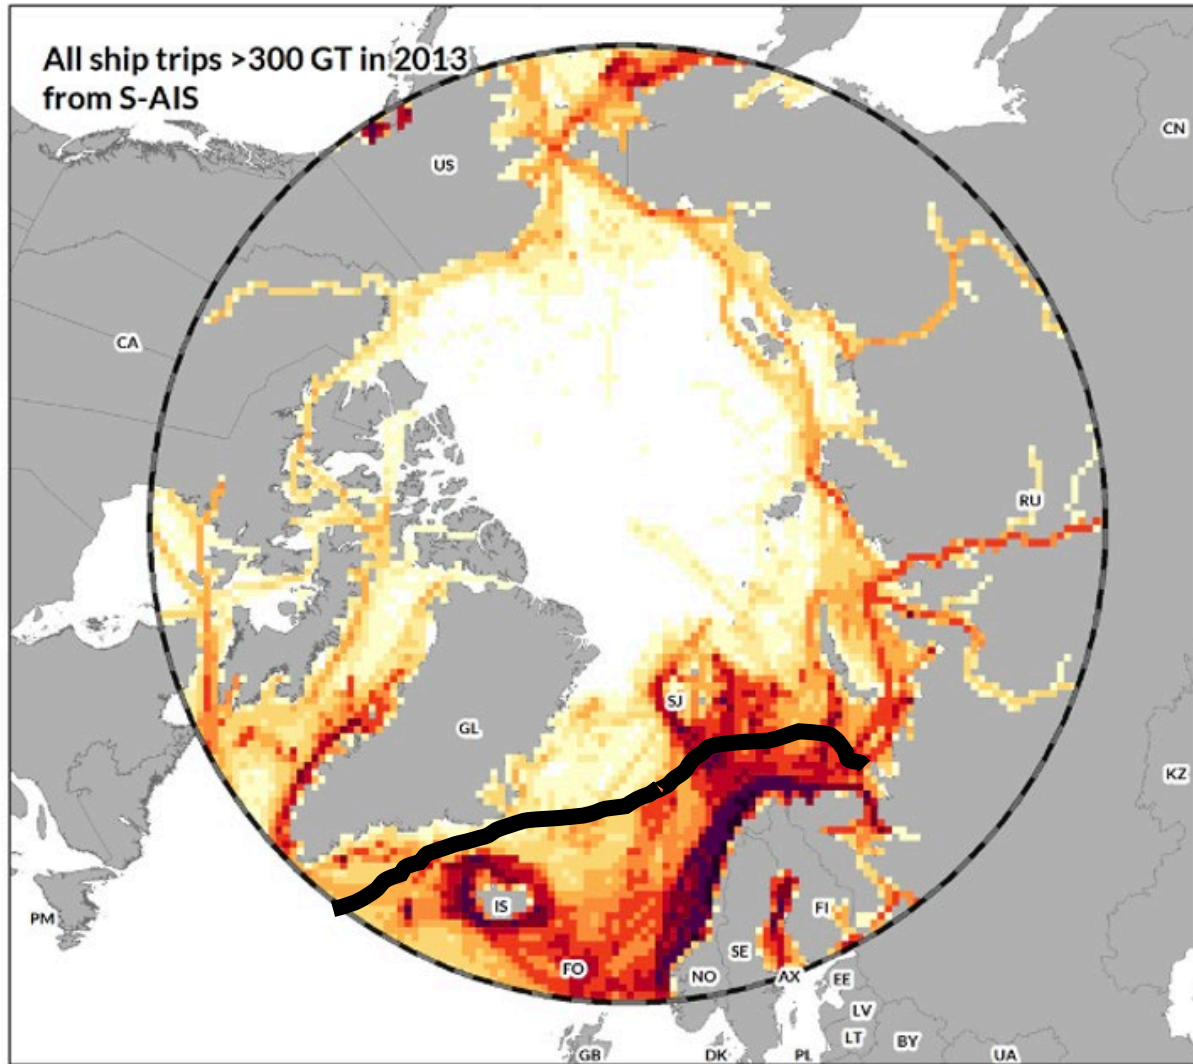 All ship trips >300 GT in 2013
from S-AIS
CN
US
CA
RU
SJ
GL
KZ
IS
FI
PM
SE
FO
NO
AX
EE
LV
LT
BY
GB
DK
PL
UA